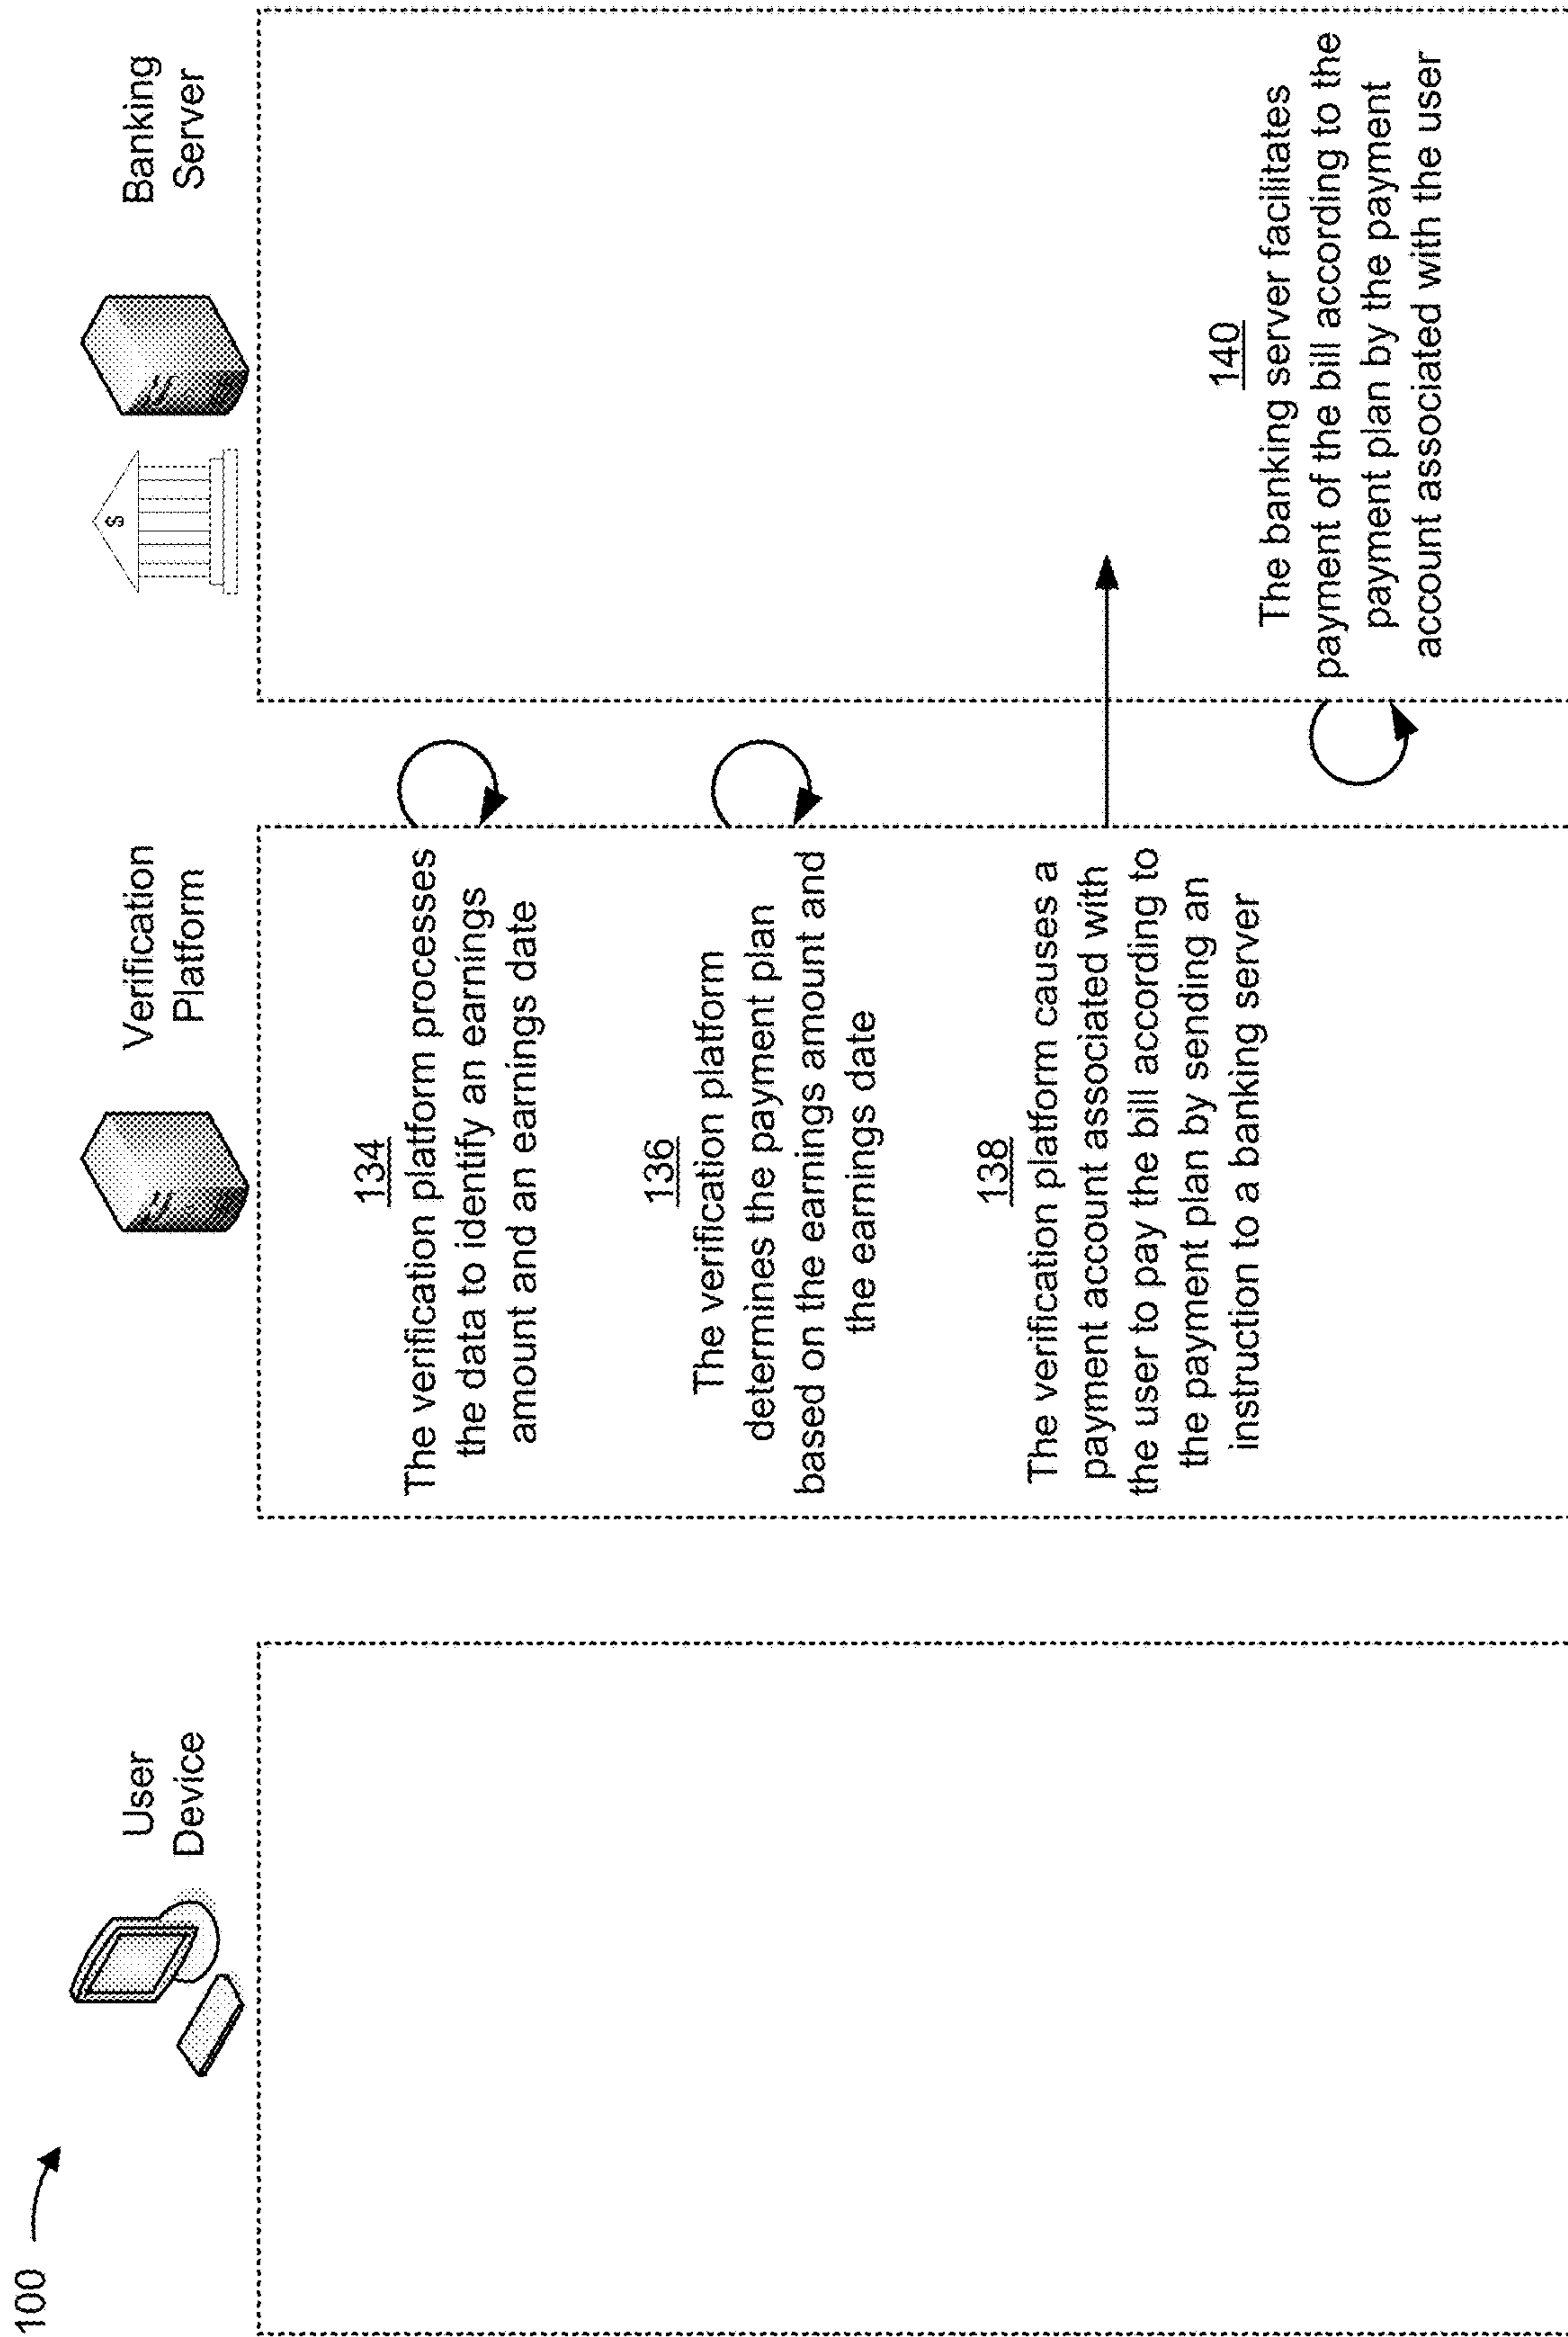 100
User
Device
Verification
Platform
Banking
Server
$
134
The verification platform processes
the data to identify an earnings
amount and an earnings date
136
The verification platform
determines the payment plan
based on the earnings amount and
the earnings date
138
The verification platform causes a
payment account associated with
the user to pay the bill according to
the payment plan by sending an
instruction to a banking server
140
The banking server facilitates
payment of the bill according to the
payment plan by the payment
account associated with the user